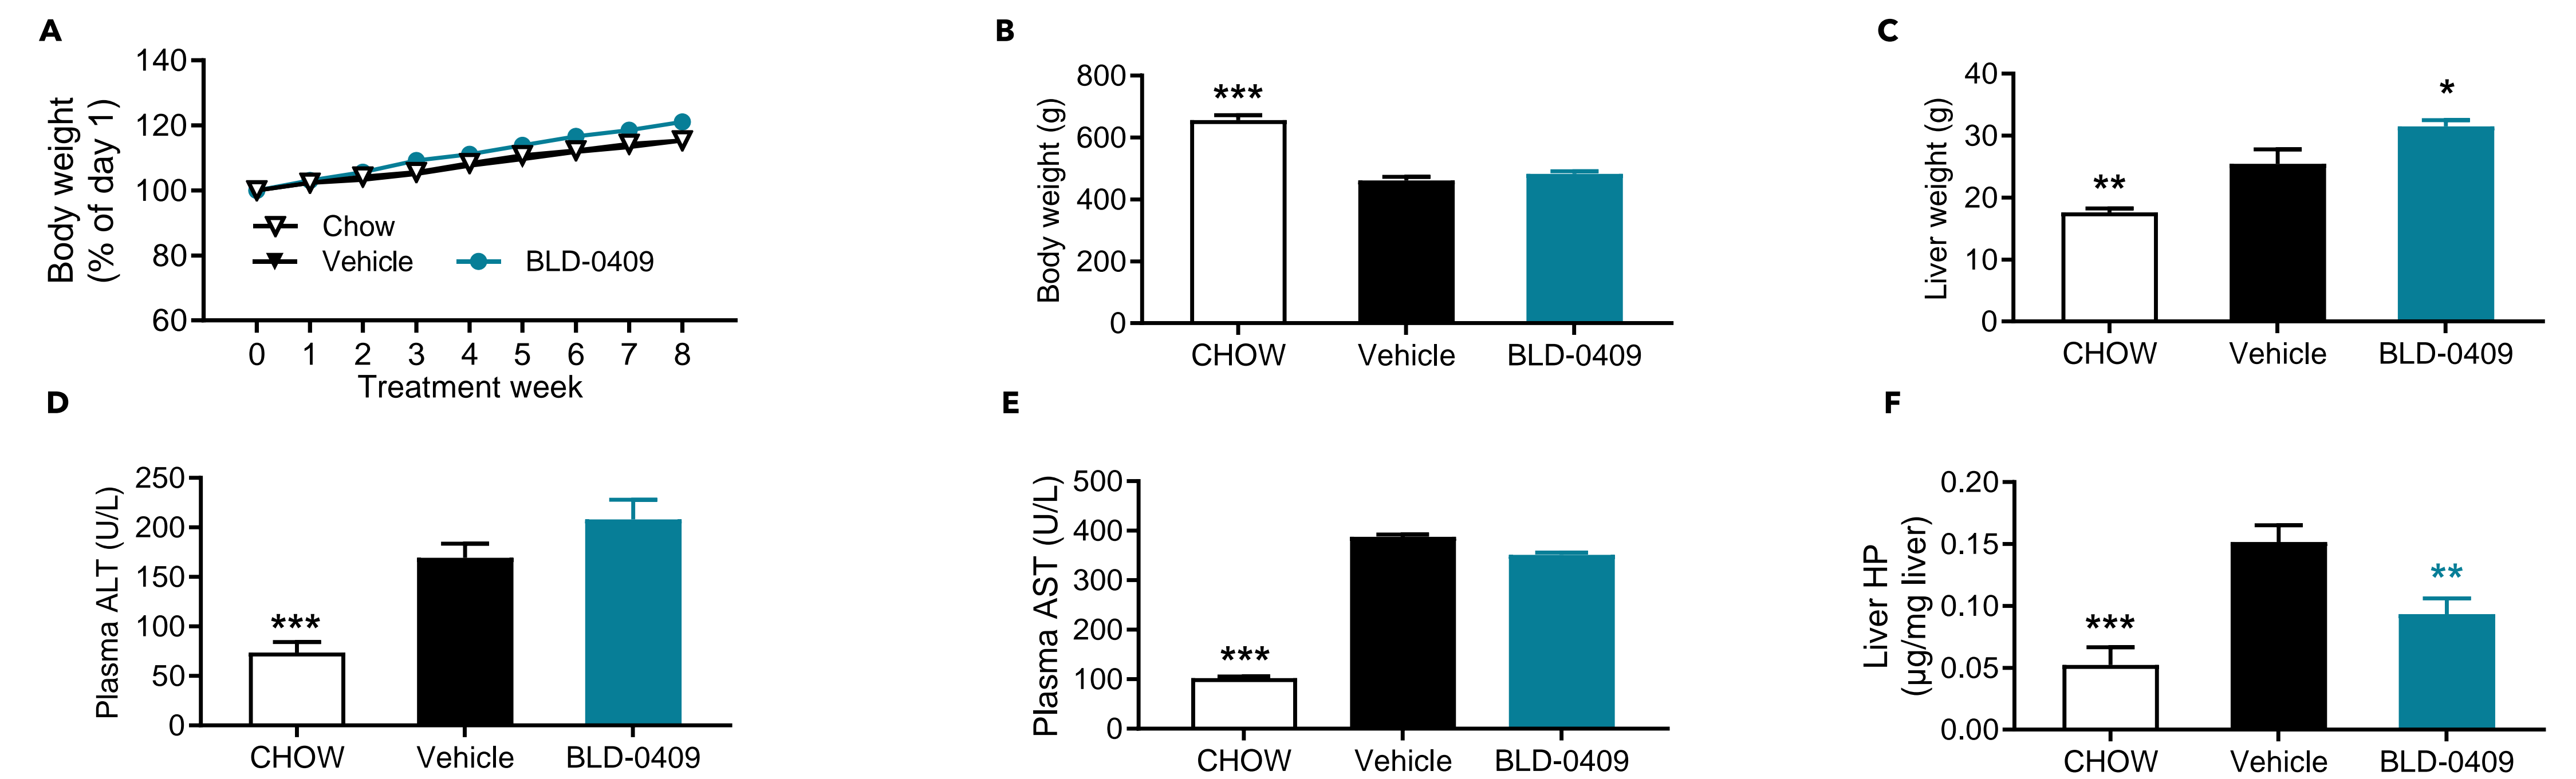 A
Body weight
(% of day 1)
140
120
100
80
60
Chow
Vehicle
BLD-0409
0 1 2 3 4 5 6 7 8
Treatment week
B
Body weight (g)
800
600
400
200
0
***
CHOW Vehicle BLD-0409
C
Liver weight (g)
40
30
20
10
0
**
*
CHOW Vehicle BLD-0409
D
Plasma ALT (U/L)
250
200
150
100
50
0
***
CHOW Vehicle BLD-0409
E
Plasma AST (U/L)
500
400
300
200
100
0
***
CHOW Vehicle BLD-0409
F
Liver HP
(µg/mg liver)
0.20
0.15
0.10
0.05
0.00
***
**
CHOW Vehicle BLD-0409